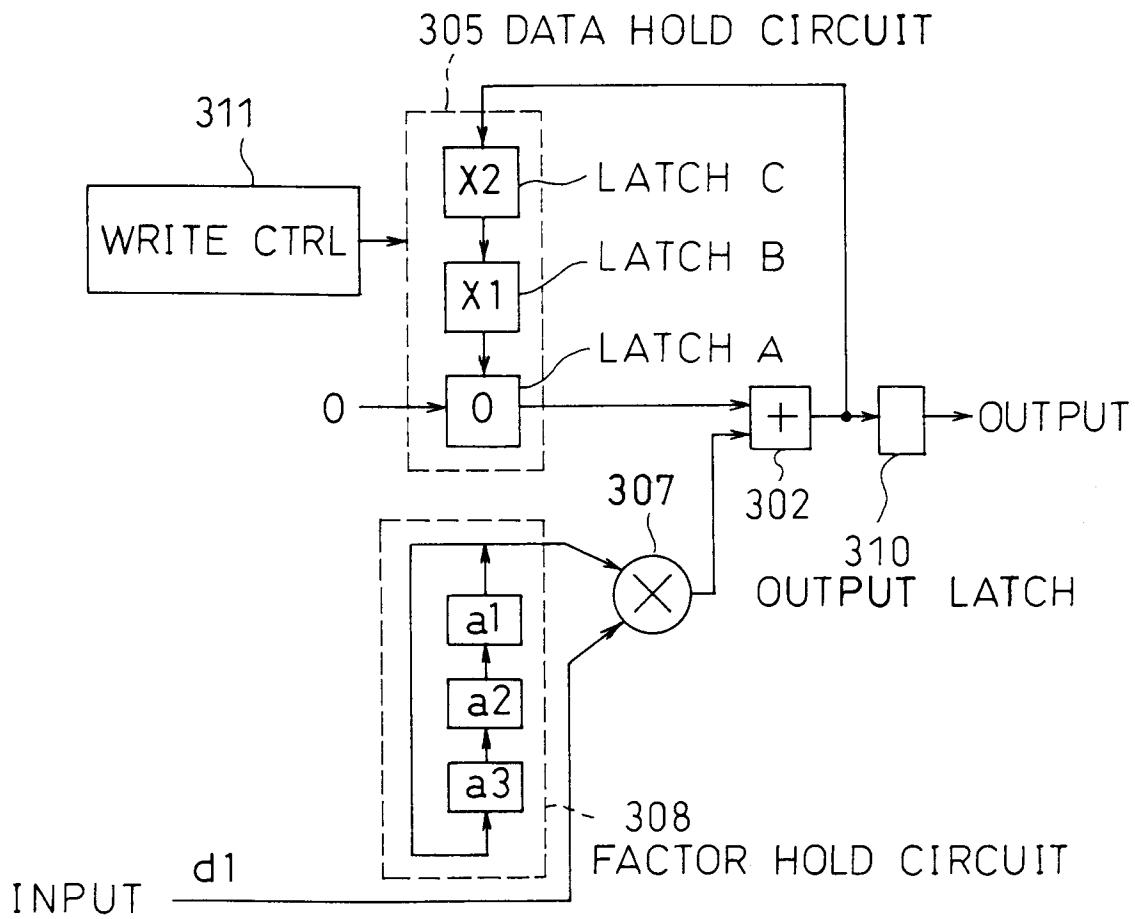 305 DATA HOLD CIRCUIT
311
X2
LATCH C
WRITE CTRL
LATCH B
X1
LATCH A
0
0
+
OUTPUT
307
302
310
OUTPUT LATCH
a1
a2
a3
308
FACTOR HOLD CIRCUIT
d1
INPUT